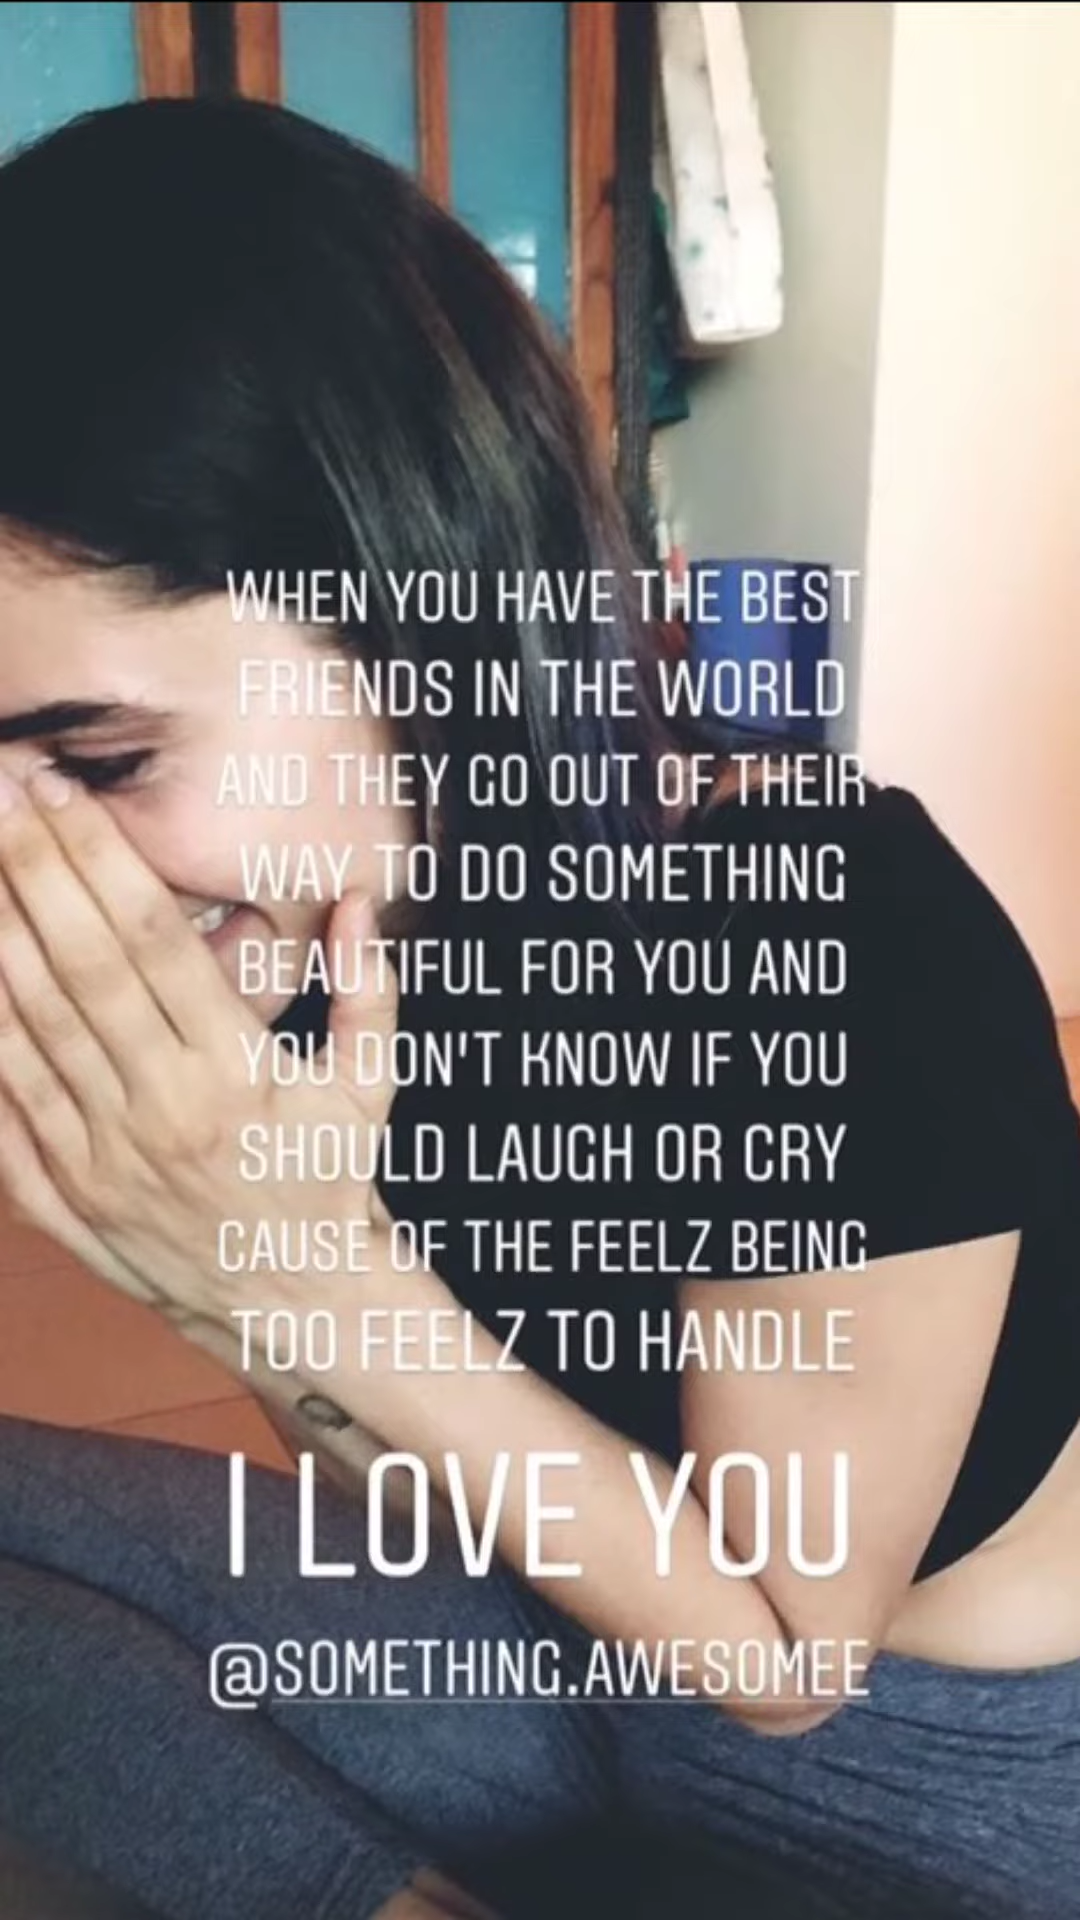 WHEN YOU HAVE THE BEST
FRIENDS IN THE WORLD
AND THEY GO OUT OF THEIR
WAY TO DO SOMETHING
BEAUTIFUL FOR YOU AND
YOU DON'T KNOW IF YOU
SHOULD LAUGH OR CRY
CAUSE OF THE FEELZ BEING
TOO FEELZ TO HANDLE
I LOVE YOU
@SOMETHING.AWESOMEE